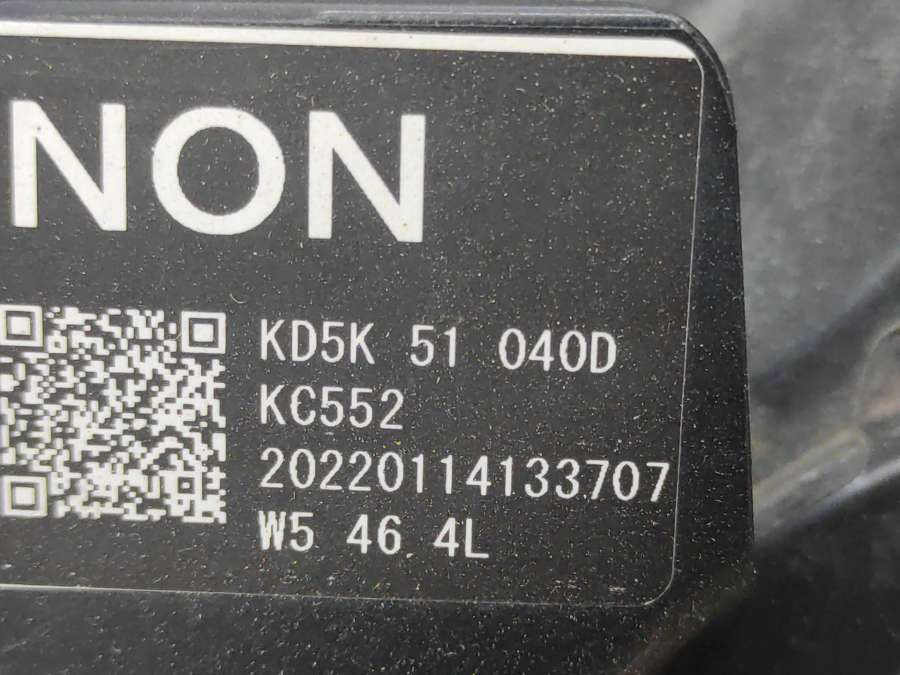 NON
KD5K 51 040D
KC552
20220114133707
W5 46 4L